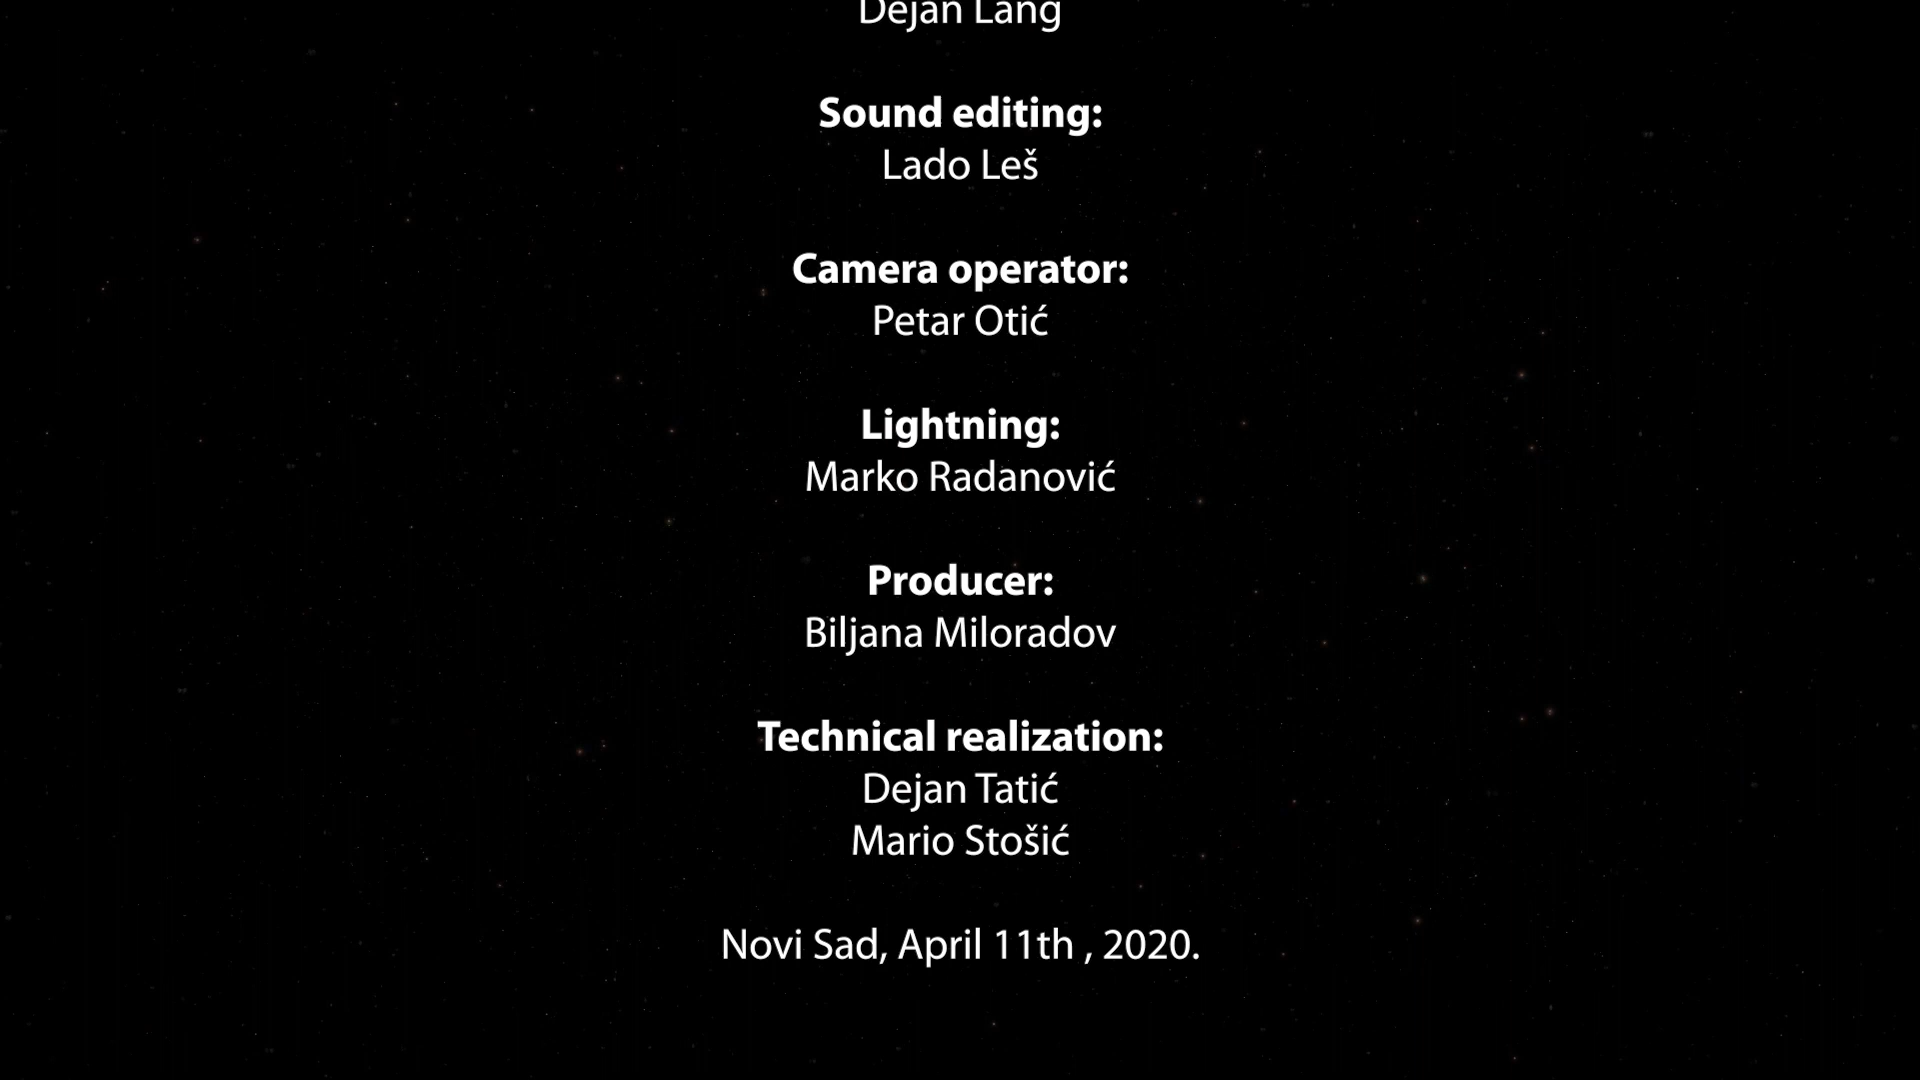 Dejan Lang
Sound editing:
Lado Leš
Camera operator:
Petar Otić
Lightning:
Marko Radanović
Producer:
Biljana Miloradov
Technical realization:
Dejan Tatić
Mario Stošić
Novi Sad, April 11th , 2020.